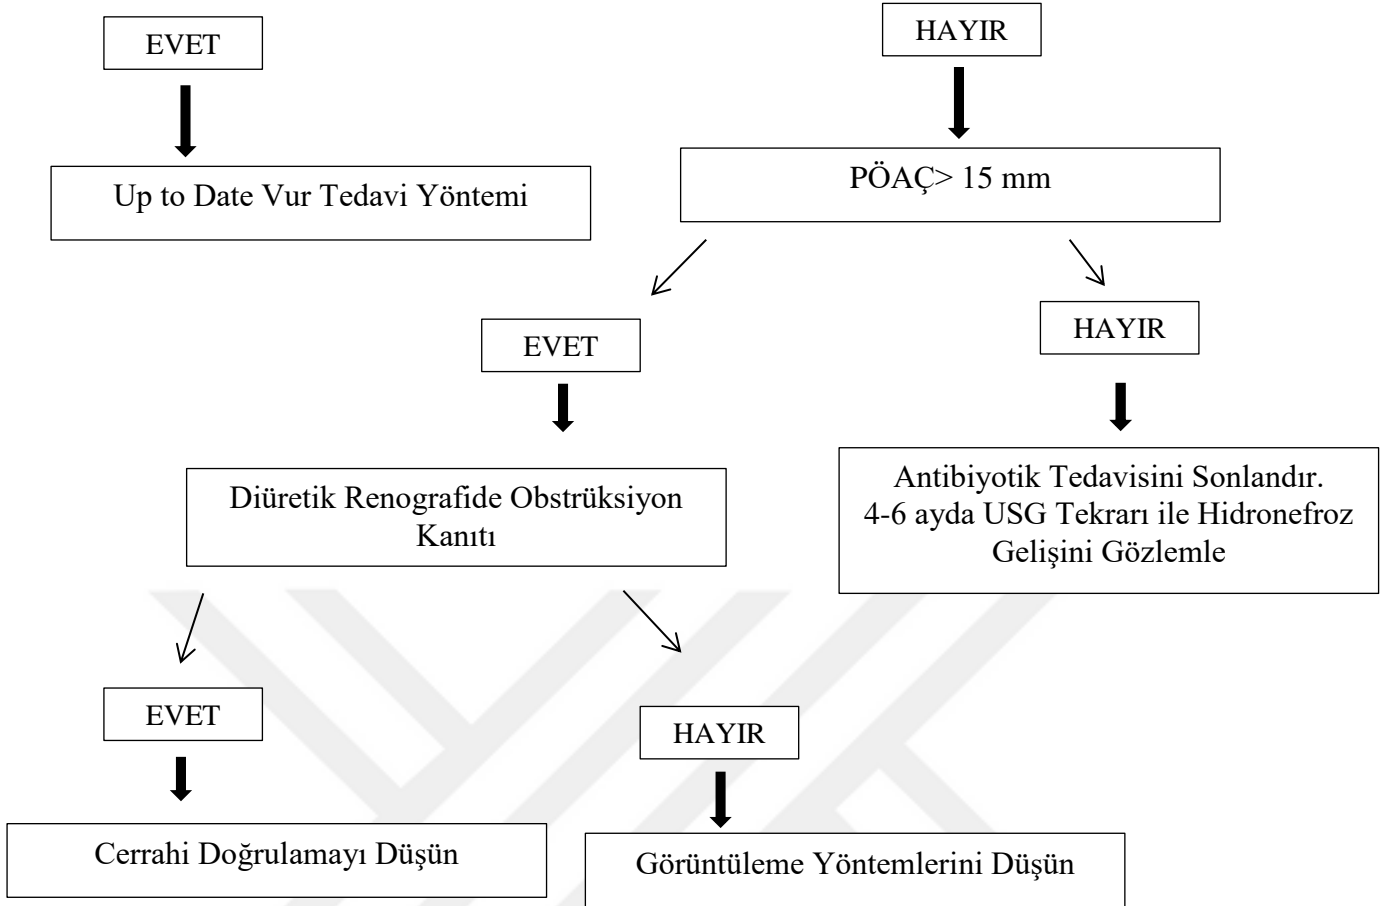 EVET
HAYIR
Up to Date Vur Tedavi Yöntemi
PÖAÇ> 15 mm
EVET
HAYIR
Diüretik Renografide Obstrüksiyon
Kanıtı
Antibiyotik Tedavisini Sonlandır.
4-6 ayda USG Tekrarı ile Hidronefroz
Gelişini Gözlemle
EVET
HAYIR
Cerrahi Doğrulamayı Düşün
Görüntüleme Yöntemlerini Düşün